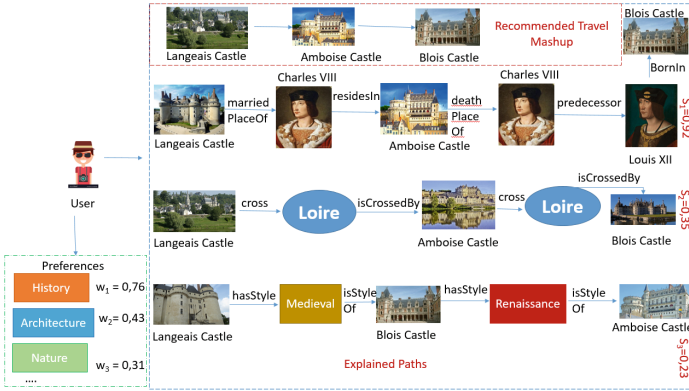 Langeais Castle
Amboise Castle
Blois Castle
Recommended Travel
Mashup
Blois Castle
BornIn
Langeais Castle
married
PlaceOf
Charles VIII
residesIn
Amboise Castle
death
Place
Of
Charles VIII
predecessor
Louis XII
S1=0,92
User
Langeais Castle
cross
Loire
isCrossedBy
Amboise Castle
cross
Loire
isCrossedBy
Blois Castle
S2=0,35
Preferences
History
w1 = 0,76
Architecture
w2= 0,43
Nature
w3 = 0,31
....
Langeais Castle
hasStyle
Medieval
isStyle
Of
Blois Castle
hasStyle
Renaissance
isStyle
Of
Amboise Castle
S3=0,23
Explained Paths